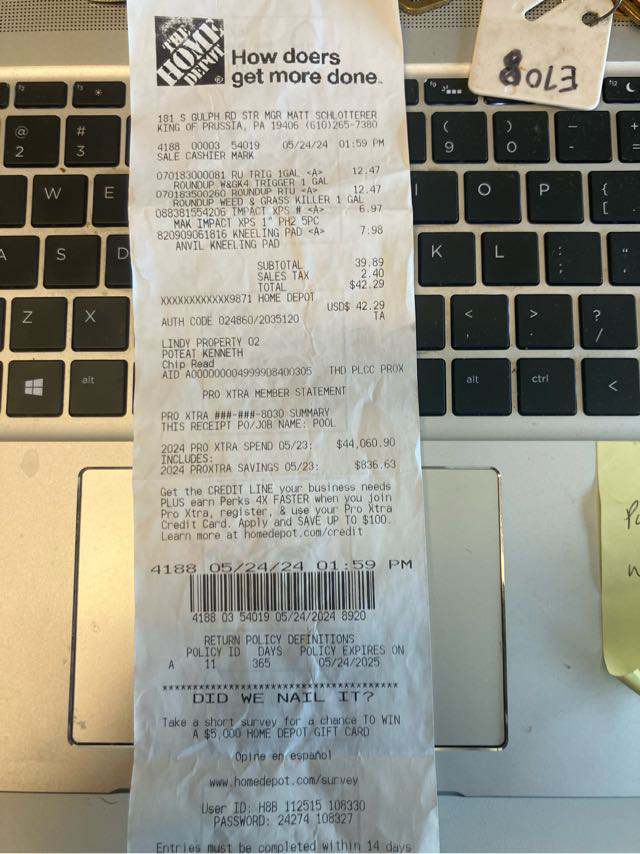 THE HOME DEPOT
How doers
get more done.
E108
181 S GULPH RD STR MGR MATT SCHLOTTERER
KING OF PRUSSIA, PA 19406 (610)265-7380
4188 00003 54019 05/24/24 01:59 PM
SALE CASHIER MARK
070183000081 RU TRIG 1GAL <A> 12.47
ROUNDUP W&GK4 TRIGGER 1 GAL
070183500260 ROUNDUP RTU <A> 12.47
ROUNDUP WEED & GRASS KILLER 1 GAL
088381554206 IMPACT XPS # <A> 6.97
MAK IMPACT XPS 1" PH2 5PC
820909061816 KNEELING PAD <A> 7.98
ANVIL KNEELING PAD
SUBTOTAL 39.89
SALES TAX 2.40
TOTAL $42.29
XXXXXXXXXXXX9871 HOME DEPOT
USD$ 42.29
AUTH CODE 024860/2035120 TA
LINDY PROPERTY 02
POTEAT KENNETH
Chip Read
AID A0000000049999D8400305 THD PLCC PROX
PRO XTRA MEMBER STATEMENT
PRO XTRA ###-###-8030 SUMMARY
THIS RECEIPT PO/JOB NAME: POOL
2024 PRO XTRA SPEND 05/23: $44,060.90
INCLUDES:
2024 PROXTRA SAVINGS 05/23: $836.63
Get the CREDIT LINE your business needs
PLUS earn Perks 4X FASTER when you join
Pro Xtra, register, & use your Pro Xtra
Credit Card. Apply and SAVE UP TO $100.
Learn more at homedepot.com/credit
4188 05/24/24 01:59 PM
4188 03 54019 05/24/2024 8920
RETURN POLICY DEFINITIONS
POLICY ID DAYS POLICY EXPIRES ON
A 11 365 05/24/2025
****************************************
DID WE NAIL IT?
Take a short survey for a chance TO WIN
A $5,000 HOME DEPOT GIFT CARD
Opine en español
www.homedepot.com/survey
User ID: H8B 112515 108330
PASSWORD: 24274 108327
Entries must be completed within 14 days
@ # ( )
2 3 9 0
W E O P { [
A S D K L : ; " '
Z X < , > . ? /
alt alt ctrl <